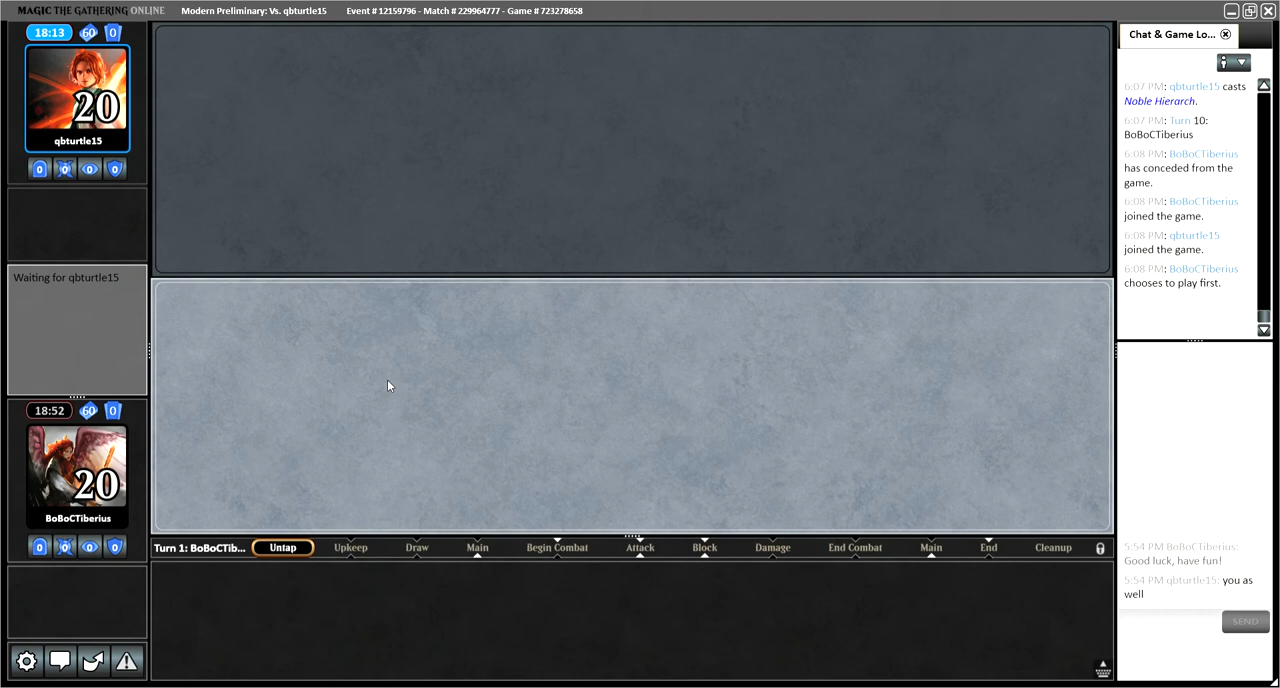 MAGIC THE GATHERING ONLINE Modern Preliminary: Vs. qbturtle15 Event # 12159796 - Match # 229964777 - Game # 723278658
18:13 60 0
20
qbturtle15
0 0 0 0
Waiting for qbturtle15
18:52 60 0
20
BoBoCTiberius
0 0 0 0
Turn 1: BoBoCTib... Untap Upkeep Draw Main Begin Combat Attack Block Damage End Combat Main End Cleanup
Chat & Game Lo...
6:07 PM: qbturtle15 casts
Noble Hierarch.
6:07 PM: Turn 10:
BoBoCTiberius
6:08 PM: BoBoCTiberius
has conceded from the
game.
6:08 PM: BoBoCTiberius
joined the game.
6:08 PM: qbturtle15
joined the game.
6:08 PM: BoBoCTiberius
chooses to play first.
5:54 PM BoBoCTiberius:
Good luck, have fun!
5:54 PM qbturtle15: you as
well
SEND